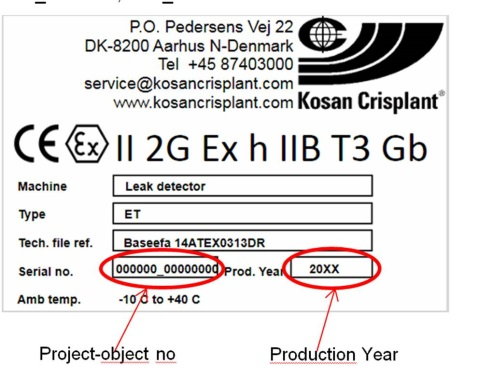 P.O. Pedersens Vej 22
DK-8200 Aarhus N-Denmark
Tel +45 87403000
service@kosancrisplant.com
www.kosancrisplant.com
Kosan Crisplant®
CE Ex II 2G Ex h IIB T3 Gb
Machine Leak detector
Type ET
Tech. file ref. Baseefa 14ATEX0313DR
Serial no. 000000_00000000 Prod. Year 20XX
Amb temp. -10 C to +40 C
Project-object no
Production Year